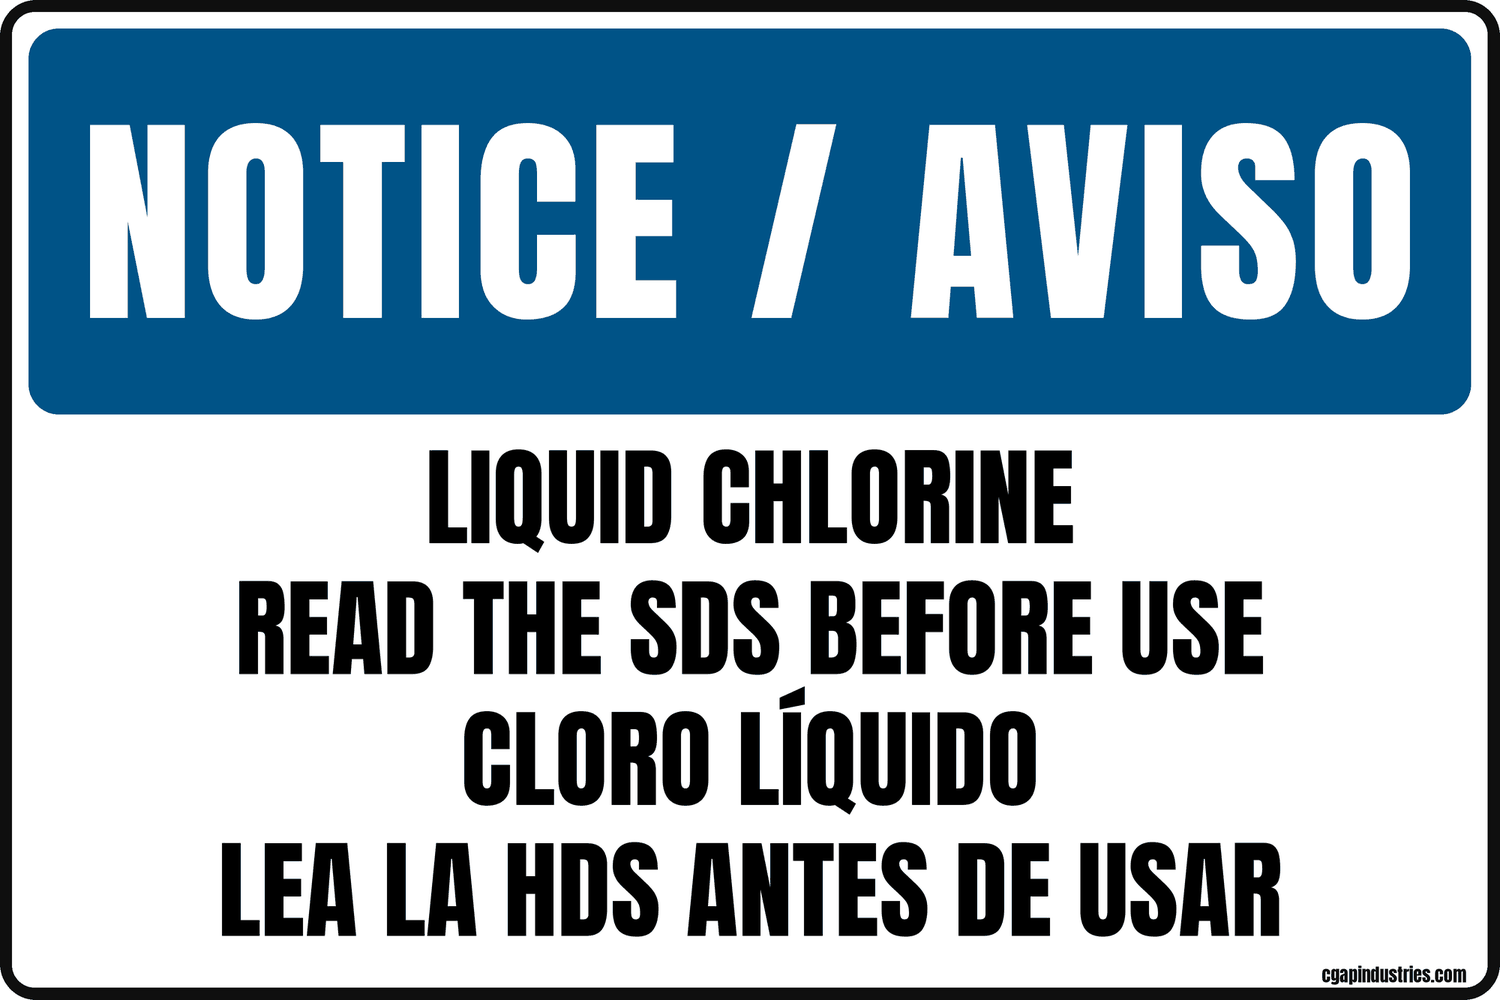 NOTICE / AVISO
LIQUID CHLORINE
READ THE SDS BEFORE USE
CLORO LÍQUIDO
LEA LA HDS ANTES DE USAR
cgapindustries.com